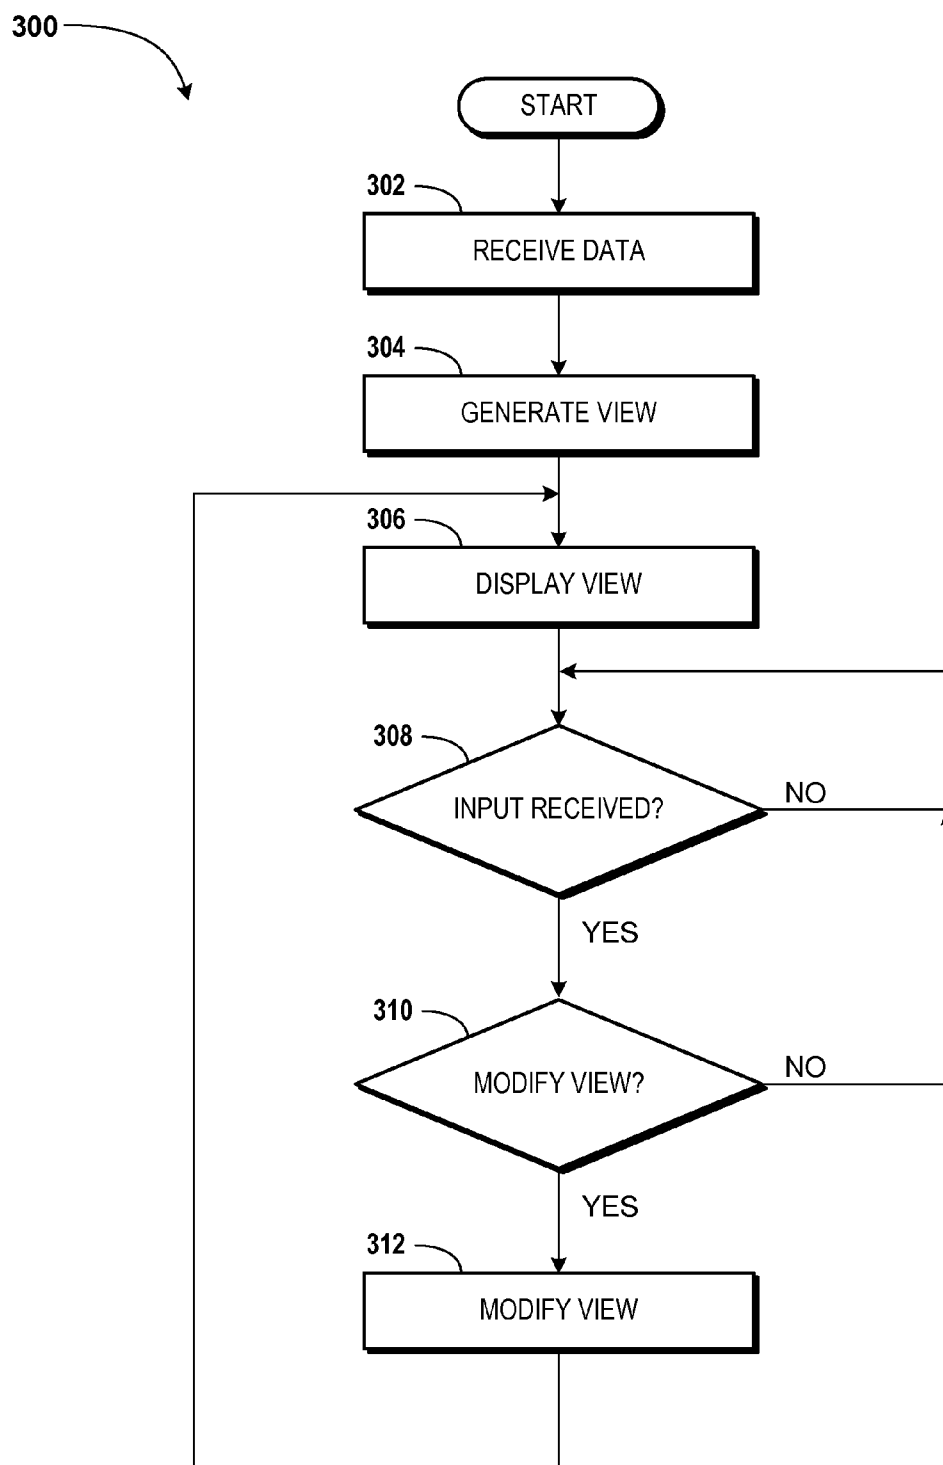 300
START
302
RECEIVE DATA
304
GENERATE VIEW
306
DISPLAY VIEW
308
INPUT RECEIVED?
NO
YES
310
MODIFY VIEW?
NO
YES
312
MODIFY VIEW